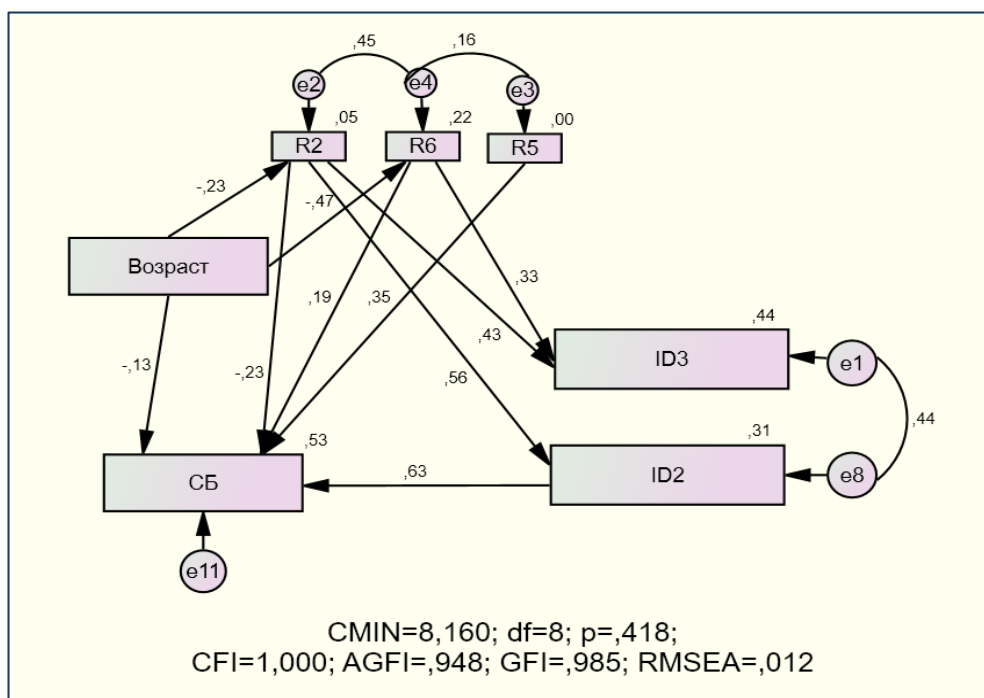 ,45
,16
e2
e4
e3
,05
,22
,00
R2
R6
R5
-,23
-,47
Возраст
,19
,35
,33
-,13
-,23
,43
,56
,44
ID3
e1
,44
,53
,31
СБ
,63
ID2
e8
e11
CMIN=8,160; df=8; p=,418;
CFI=1,000; AGFI=,948; GFI=,985; RMSEA=,012